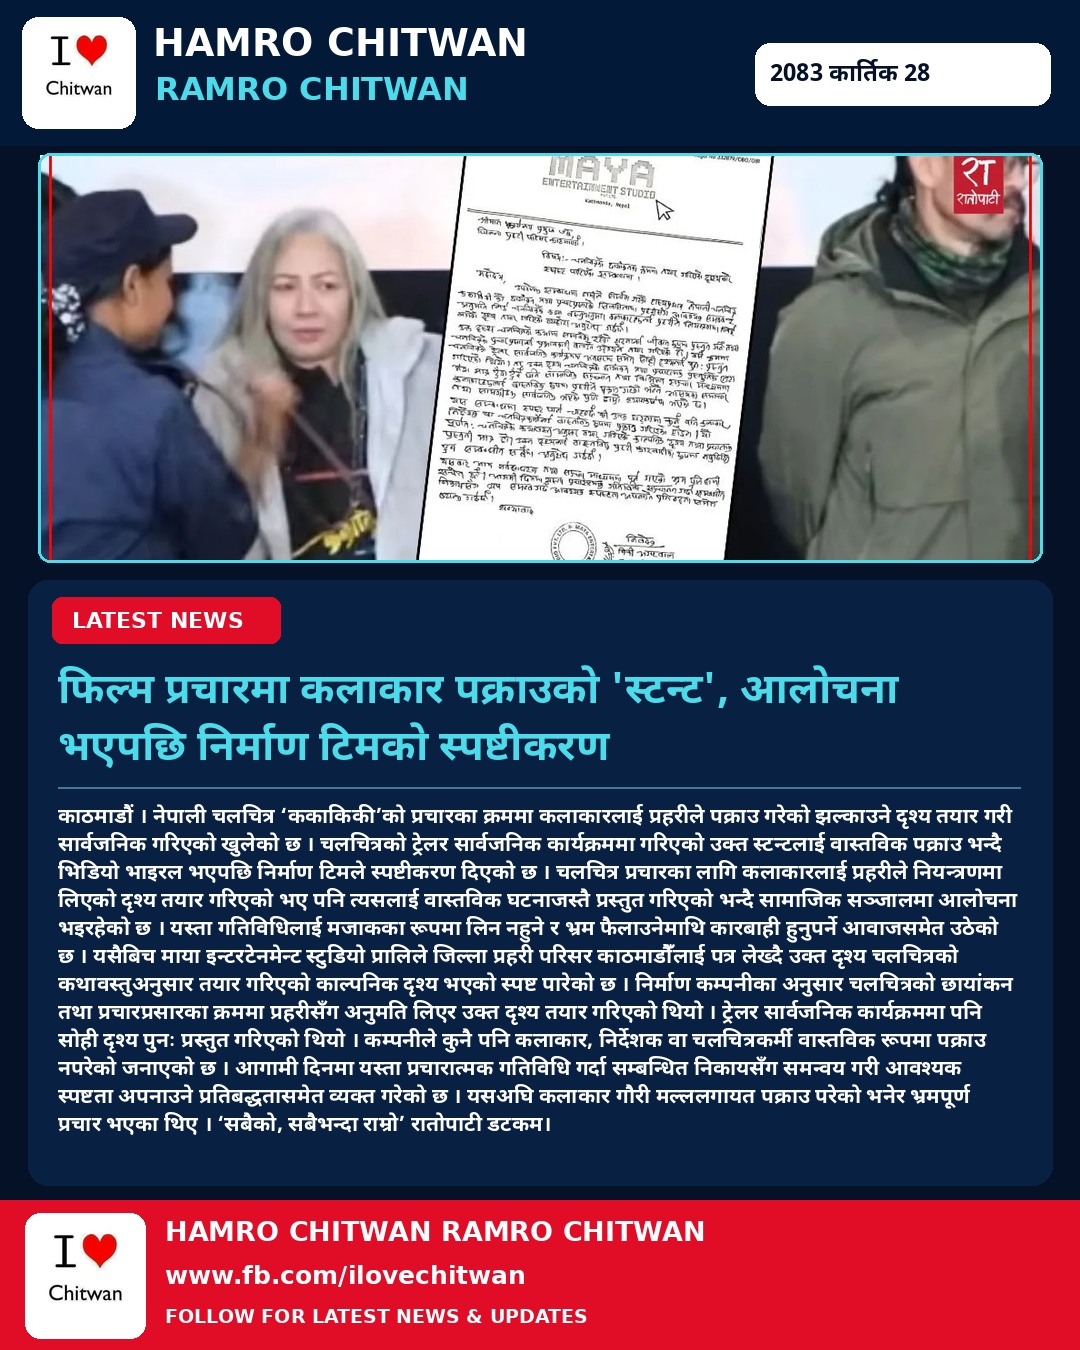 I ❤ Chitwan
HAMRO CHITWAN
RAMRO CHITWAN
2083 कार्तिक 28
MAYA
ENTERTAINMENT STUDIO
Kathmandu, Nepal
रातोपाटी
LATEST NEWS
फिल्म प्रचारमा कलाकार पक्राउको 'स्टन्ट', आलोचना
भएपछि निर्माण टिमको स्पष्टीकरण
काठमाडौं । नेपाली चलचित्र ‘ककाकिकी’को प्रचारका क्रममा कलाकारलाई प्रहरीले पक्राउ गरेको झल्काउने दृश्य तयार गरी
सार्वजनिक गरिएको खुलेको छ । चलचित्रको ट्रेलर सार्वजनिक कार्यक्रममा गरिएको उक्त स्टन्टलाई वास्तविक पक्राउ भन्दै
भिडियो भाइरल भएपछि निर्माण टिमले स्पष्टीकरण दिएको छ । चलचित्र प्रचारका लागि कलाकारलाई प्रहरीले नियन्त्रणमा
लिएको दृश्य तयार गरिएको भए पनि त्यसलाई वास्तविक घटनाजस्तै प्रस्तुत गरिएको भन्दै सामाजिक सञ्जालमा आलोचना
भइरहेको छ । यस्ता गतिविधिलाई मजाकका रूपमा लिन नहुने र भ्रम फैलाउनेमाथि कारबाही हुनुपर्ने आवाजसमेत उठेको
छ । यसैबिच माया इन्टरटेनमेन्ट स्टुडियो प्रालिले जिल्ला प्रहरी परिसर काठमाडौँलाई पत्र लेख्दै उक्त दृश्य चलचित्रको
कथावस्तुअनुसार तयार गरिएको काल्पनिक दृश्य भएको स्पष्ट पारेको छ । निर्माण कम्पनीका अनुसार चलचित्रको छायांकन
तथा प्रचारप्रसारका क्रममा प्रहरीसँग अनुमति लिएर उक्त दृश्य तयार गरिएको थियो । ट्रेलर सार्वजनिक कार्यक्रममा पनि
सोही दृश्य पुनः प्रस्तुत गरिएको थियो । कम्पनीले कुनै पनि कलाकार, निर्देशक वा चलचित्रकर्मी वास्तविक रूपमा पक्राउ
नपरेको जनाएको छ । आगामी दिनमा यस्ता प्रचारात्मक गतिविधि गर्दा सम्बन्धित निकायसँग समन्वय गरी आवश्यक
स्पष्टता अपनाउने प्रतिबद्धतासमेत व्यक्त गरेको छ । यसअघि कलाकार गौरी मल्ललगायत पक्राउ परेको भनेर भ्रमपूर्ण
प्रचार भएका थिए । ‘सबैको, सबैभन्दा राम्रो’ रातोपाटी डटकम।
I ❤ Chitwan
HAMRO CHITWAN RAMRO CHITWAN
www.fb.com/ilovechitwan
FOLLOW FOR LATEST NEWS & UPDATES